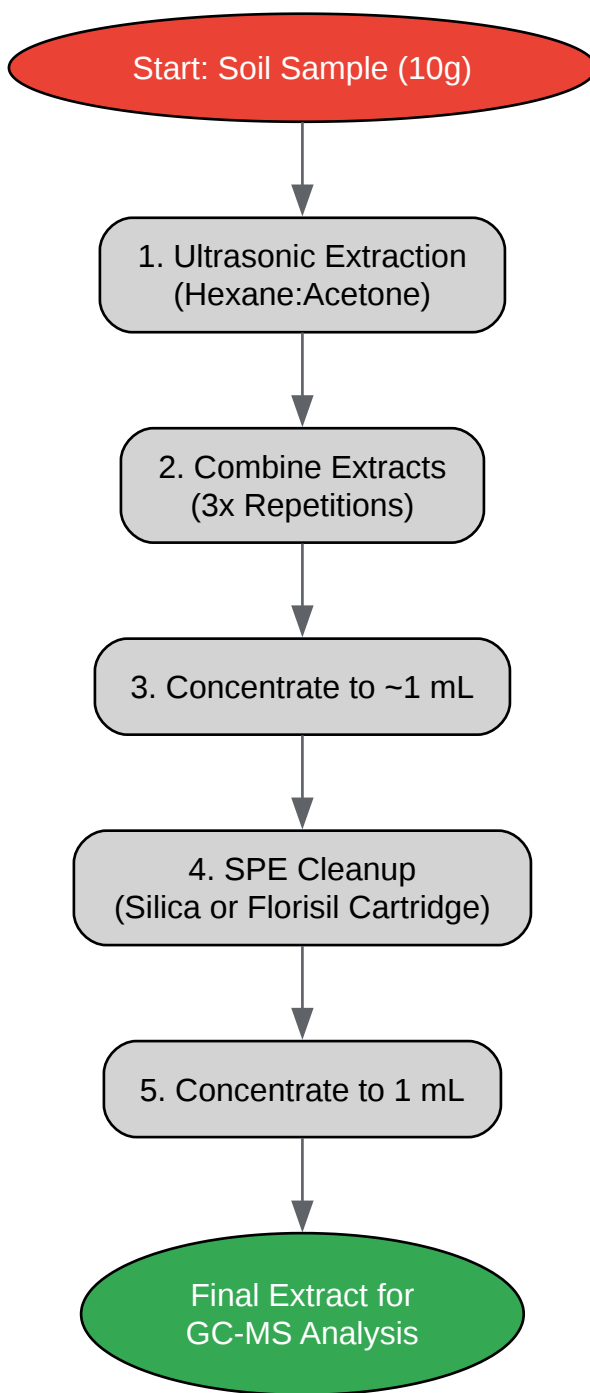 Start: Soil Sample (10g)
1. Ultrasonic Extraction
(Hexane:Acetone)
2. Combine Extracts
(3x Repetitions)
3. Concentrate to ~1 mL
4. SPE Cleanup
(Silica or Florisil Cartridge)
5. Concentrate to 1 mL
Final Extract for
GC-MS Analysis